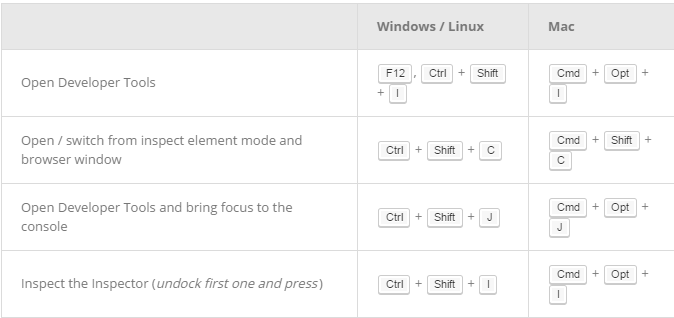 Windows / Linux Mac
Open Developer Tools F12 , Ctrl + Shift Cmd + Opt +
+ I I
Open / switch from inspect element mode and Cmd + Shift +
browser window Ctrl + Shift + C C
Open Developer Tools and bring focus to the Cmd + Opt +
console Ctrl + Shift + J J
Inspect the Inspector (undock first one and press) Ctrl + Shift + I Cmd + Opt +
I